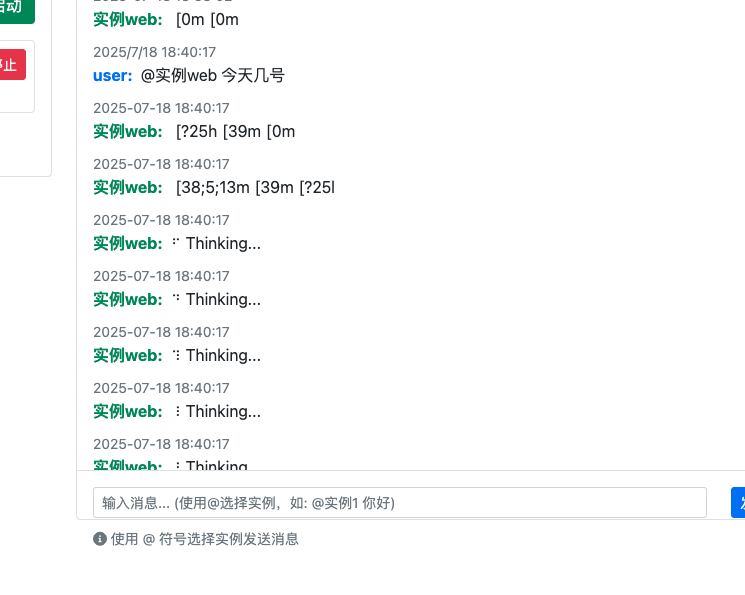 启动
停止
实例web: [0m [0m
2025/7/18 18:40:17
user: @实例web 今天几号
2025-07-18 18:40:17
实例web: [?25h [39m [0m
2025-07-18 18:40:17
实例web: [38;5;13m [39m [?25l
2025-07-18 18:40:17
实例web: ⠋ Thinking...
2025-07-18 18:40:17
实例web: ⠙ Thinking...
2025-07-18 18:40:17
实例web: ⠹ Thinking...
2025-07-18 18:40:17
实例web: ⠸ Thinking...
2025-07-18 18:40:17
实例web: Thinking
输入消息... (使用@选择实例，如: @实例1 你好)
使用 @ 符号选择实例发送消息